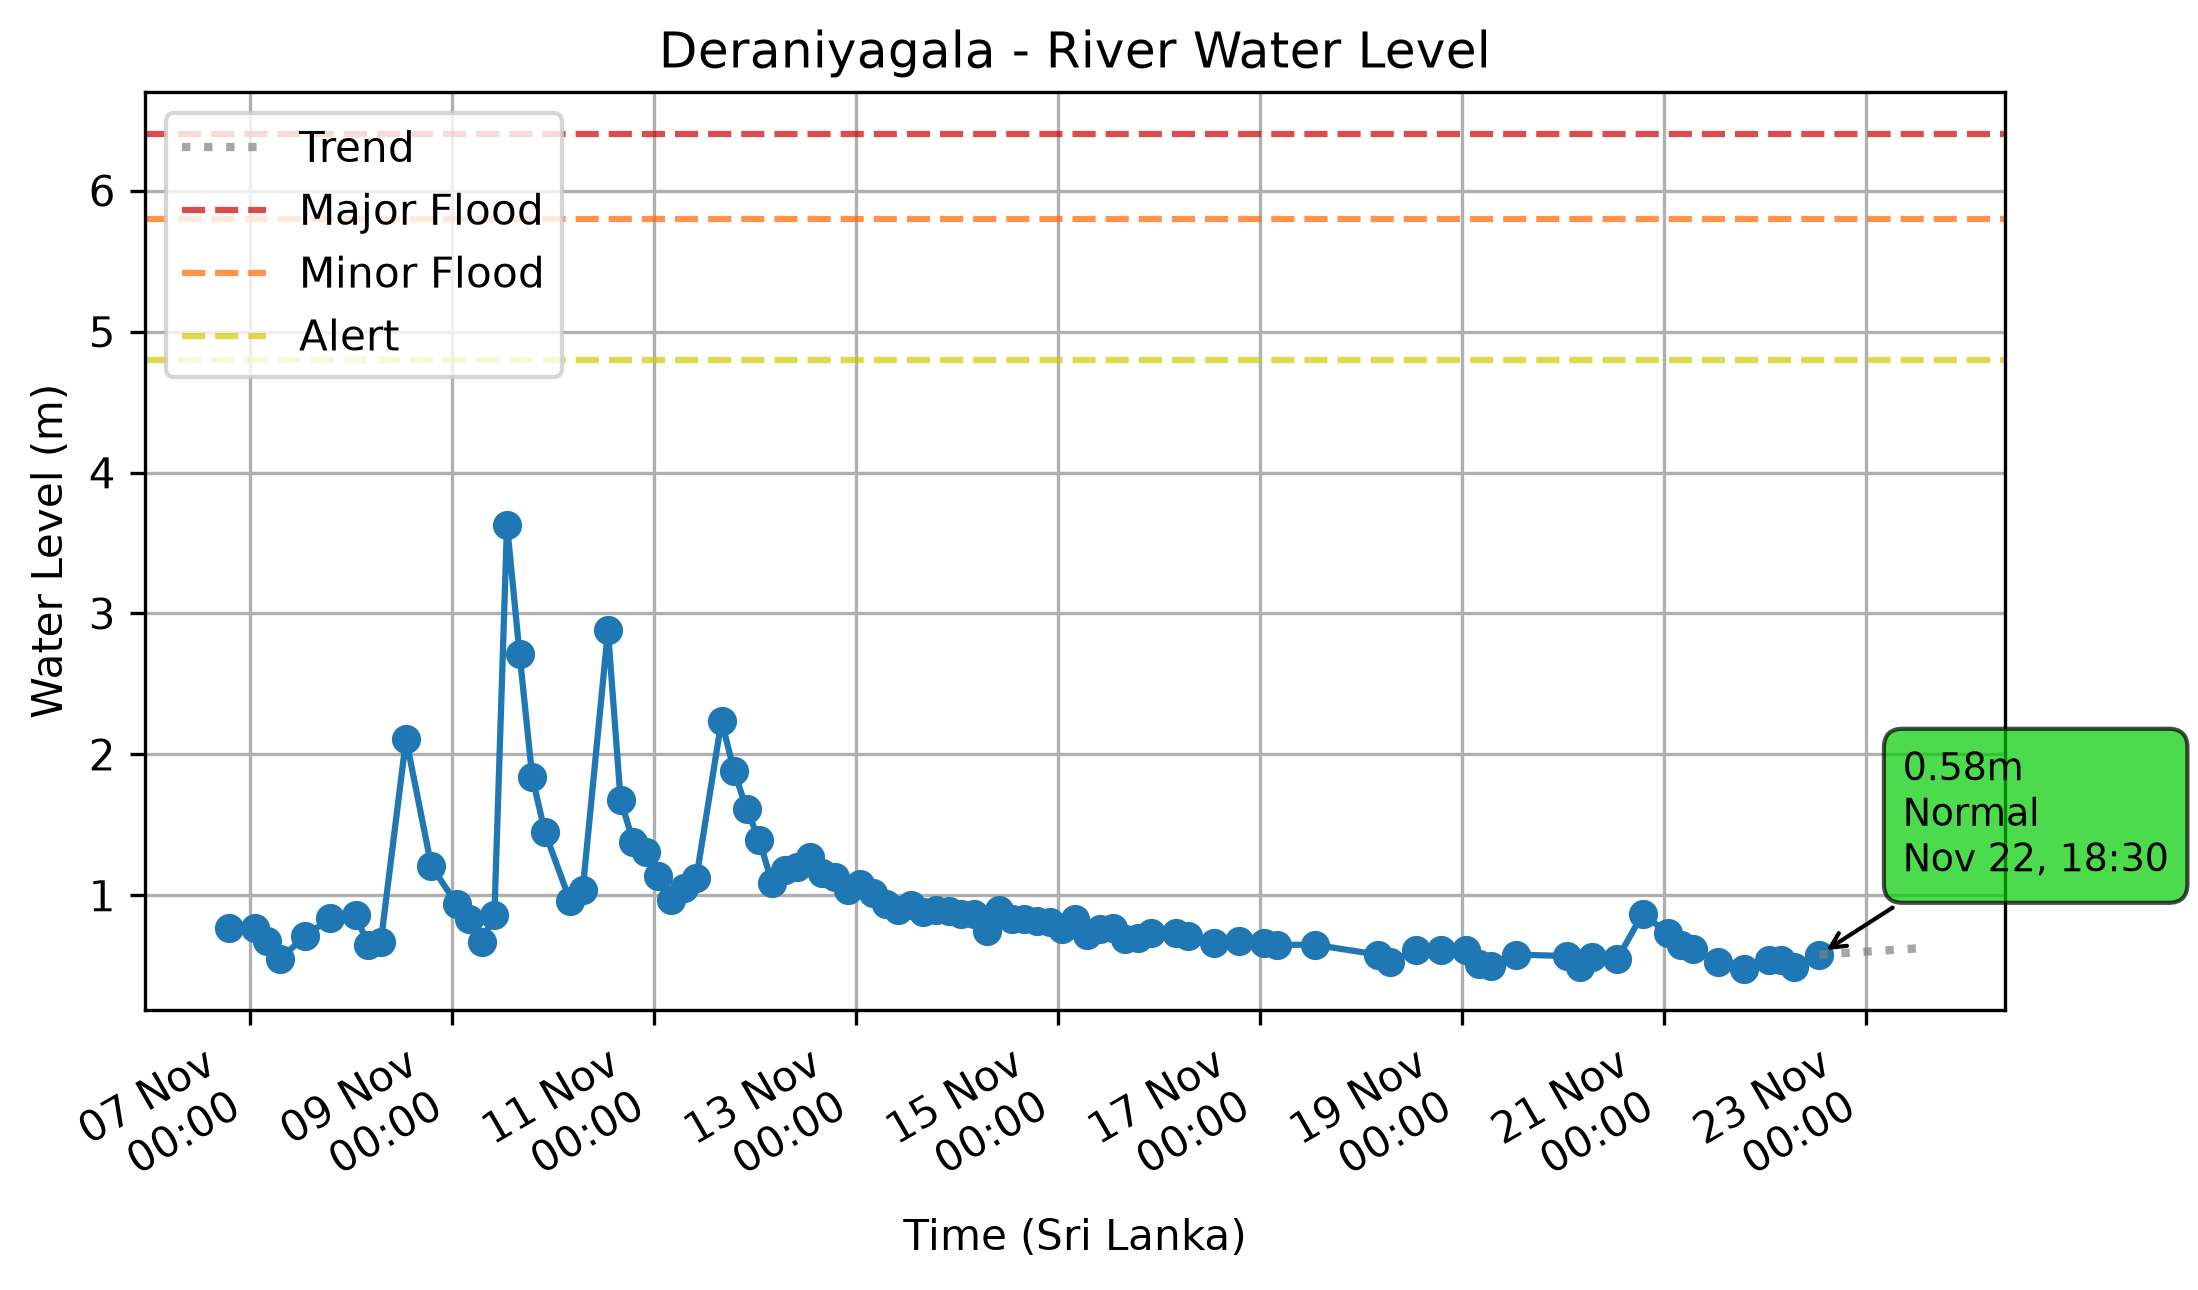 Deraniyagala - River Water Level
Trend
Major Flood
Minor Flood
Alert
Water Level (m)
6
5
4
3
2
1
0.58m
Normal
Nov 22, 18:30
07 Nov
00:00
09 Nov
00:00
11 Nov
00:00
13 Nov
00:00
15 Nov
00:00
17 Nov
00:00
19 Nov
00:00
21 Nov
00:00
23 Nov
00:00
Time (Sri Lanka)